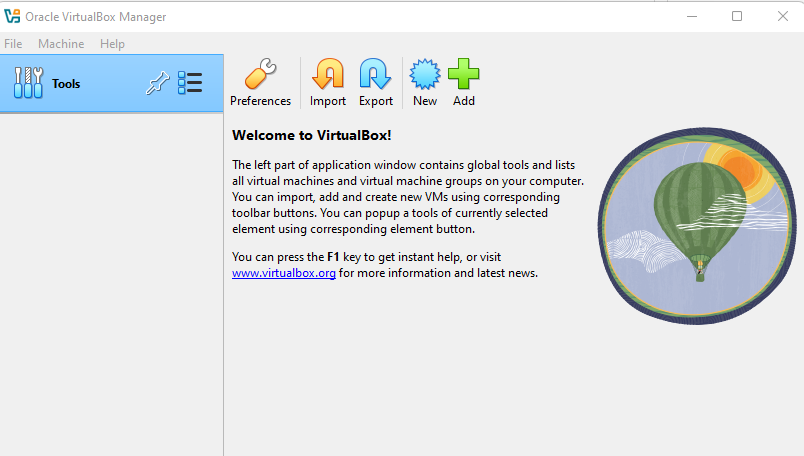 Oracle VirtualBox Manager
File Machine Help
Tools
Preferences Import Export New Add
Welcome to VirtualBox!
The left part of application window contains global tools and lists
all virtual machines and virtual machine groups on your computer.
You can import, add and create new VMs using corresponding
toolbar buttons. You can popup a tools of currently selected
element using corresponding element button.
You can press the F1 key to get instant help, or visit
www.virtualbox.org for more information and latest news.